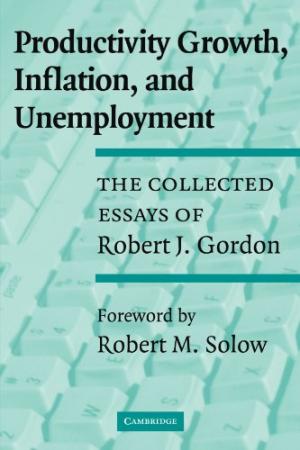 Productivity Growth,
Inflation, and
Unemployment
THE COLLECTED
ESSAYS OF
Robert J. Gordon
Foreword by
Robert M. Solow
CAMBRIDGE